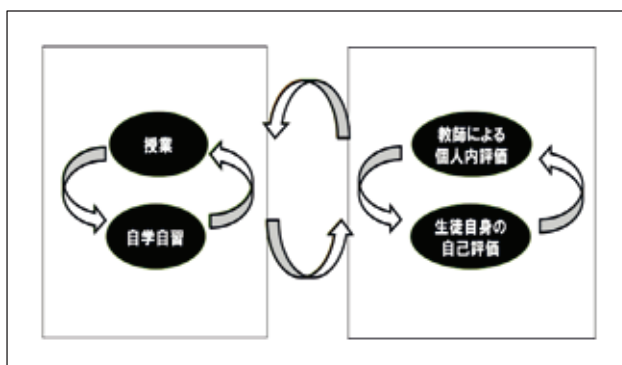 授業
自学自習
教師による
個人内評価
生徒自身の
自己評価